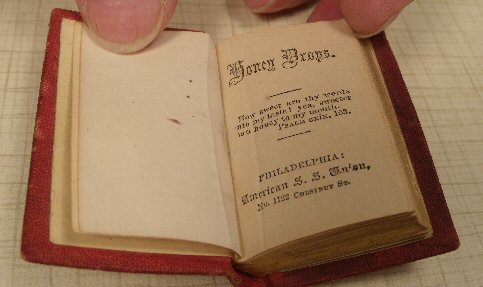 Honey Drops.
How sweet are thy words
unto my taste! yea, sweeter
than honey to my mouth.
Psalm cxix. 103.
PHILADELPHIA:
American S. S. Union,
No. 1122 Chestnut St.